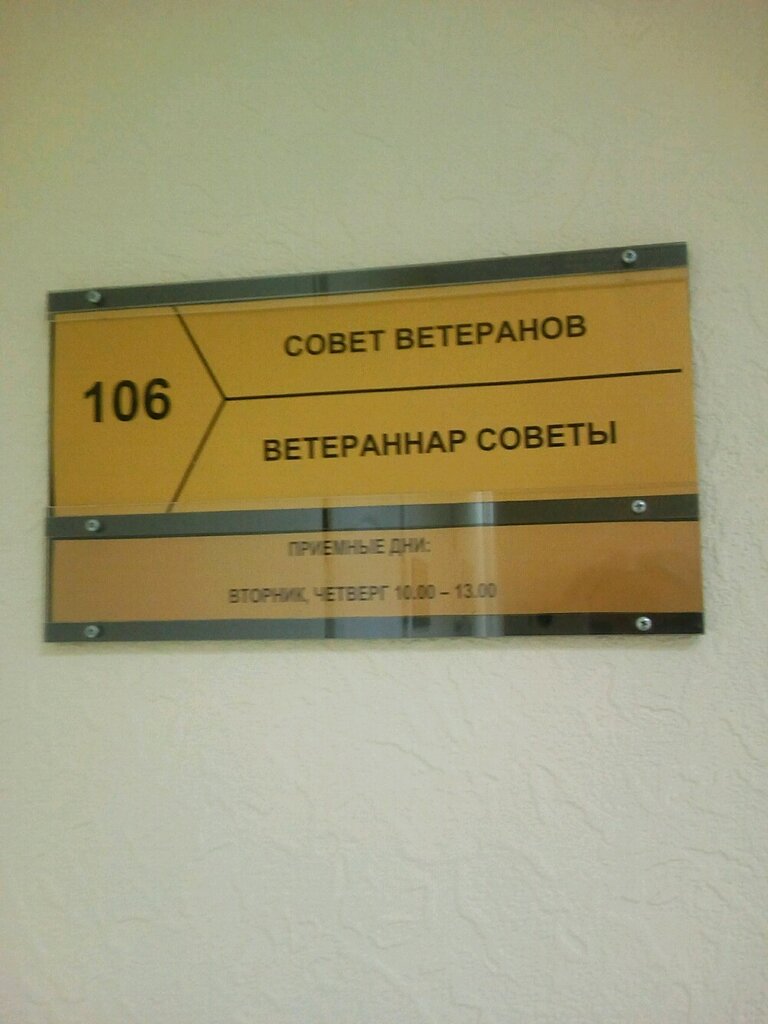 106
СОВЕТ ВЕТЕРАНОВ
ВЕТЕРАННАР СОВЕТЫ
ПРИЕМНЫЕ ДНИ:
ВТОРНИК, ЧЕТВЕРГ 10.00 – 13.00